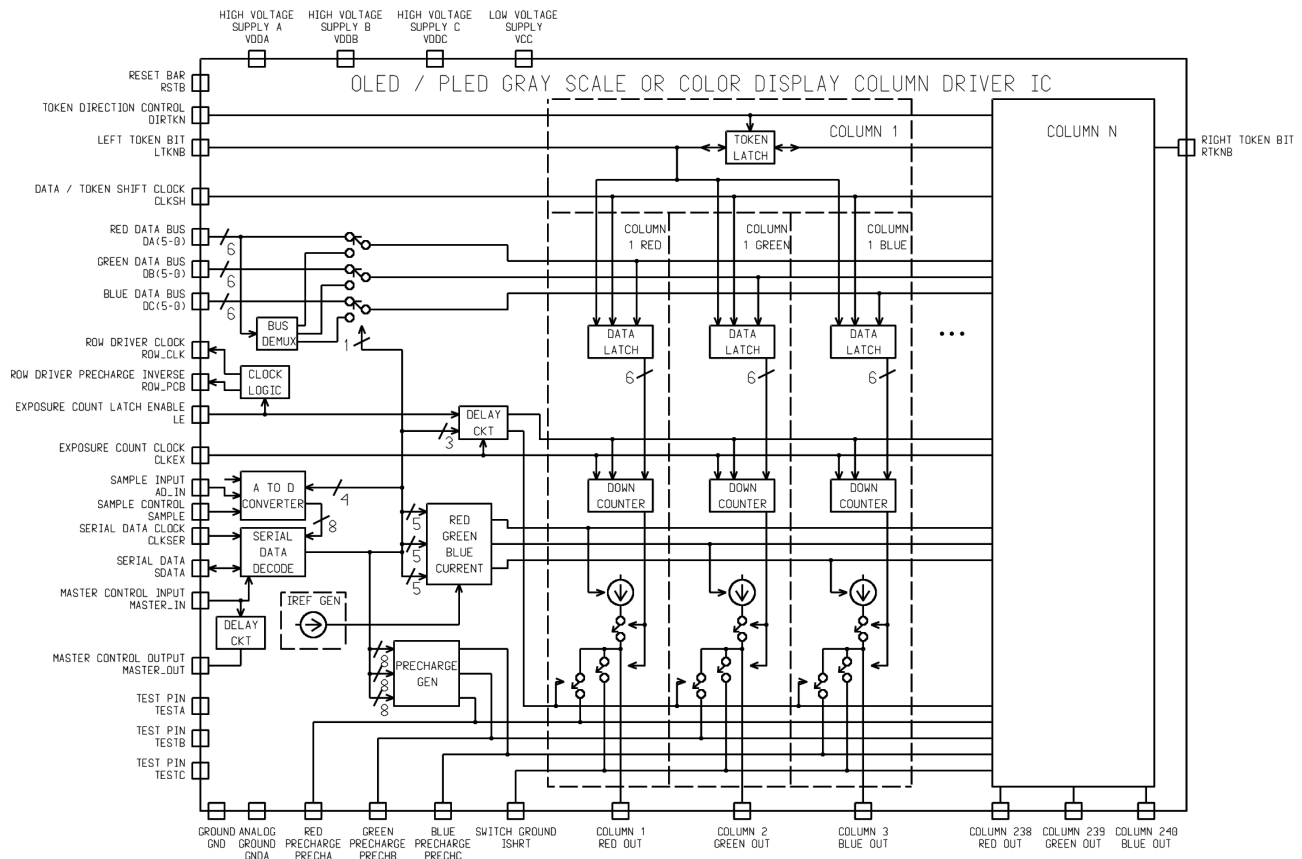 HIGH VOLTAGE
SUPPLY A
VDDA
HIGH VOLTAGE
SUPPLY B
VDDB
HIGH VOLTAGE
SUPPLY C
VDDC
LOW VOLTAGE
SUPPLY
VCC
RESET BAR
RSTB
OLED / PLED GRAY SCALE OR COLOR DISPLAY COLUMN DRIVER IC
TOKEN DIRECTION CONTROL
DIRTKN
LEFT TOKEN BIT
LTKNB
TOKEN
LATCH
COLUMN 1
COLUMN N
RIGHT TOKEN BIT
RTKNB
DATA / TOKEN SHIFT CLOCK
CLKSH
RED DATA BUS
DA(5-0)
6
GREEN DATA BUS
DB(5-0)
6
BLUE DATA BUS
DC(5-0)
6
COLUMN
1 RED
COLUMN
1 GREEN
COLUMN
1 BLUE
BUS
DEMUX
1
DATA
LATCH
DATA
LATCH
DATA
LATCH
...
6
6
6
ROW DRIVER CLOCK
ROW_CLK
ROW DRIVER PRECHARGE INVERSE
ROW_PCB
CLOCK
LOGIC
EXPOSURE COUNT LATCH ENABLE
LE
DELAY
CKT
3
EXPOSURE COUNT CLOCK
CLKEX
SAMPLE INPUT
AD_IN
SAMPLE CONTROL
SAMPLE
A TO D
CONVERTER
4
8
DOWN
COUNTER
DOWN
COUNTER
DOWN
COUNTER
SERIAL DATA CLOCK
CLKSER
SERIAL DATA
SDATA
SERIAL
DATA
DECODE
5
5
5
RED
GREEN
BLUE
CURRENT
MASTER CONTROL INPUT
MASTER_IN
IREF GEN
DELAY
CKT
MASTER CONTROL OUTPUT
MASTER_OUT
8
8
8
PRECHARGE
GEN
TEST PIN
TESTA
TEST PIN
TESTB
TEST PIN
TESTC
GROUND
GND
ANALOG
GROUND
GNDA
RED
PRECHARGE
PRECHA
GREEN
PRECHARGE
PRECHB
BLUE
PRECHARGE
PRECHC
SWITCH GROUND
ISHRT
COLUMN 1
RED OUT
COLUMN 2
GREEN OUT
COLUMN 3
BLUE OUT
COLUMN 238
RED OUT
COLUMN 239
GREEN OUT
COLUMN 240
BLUE OUT